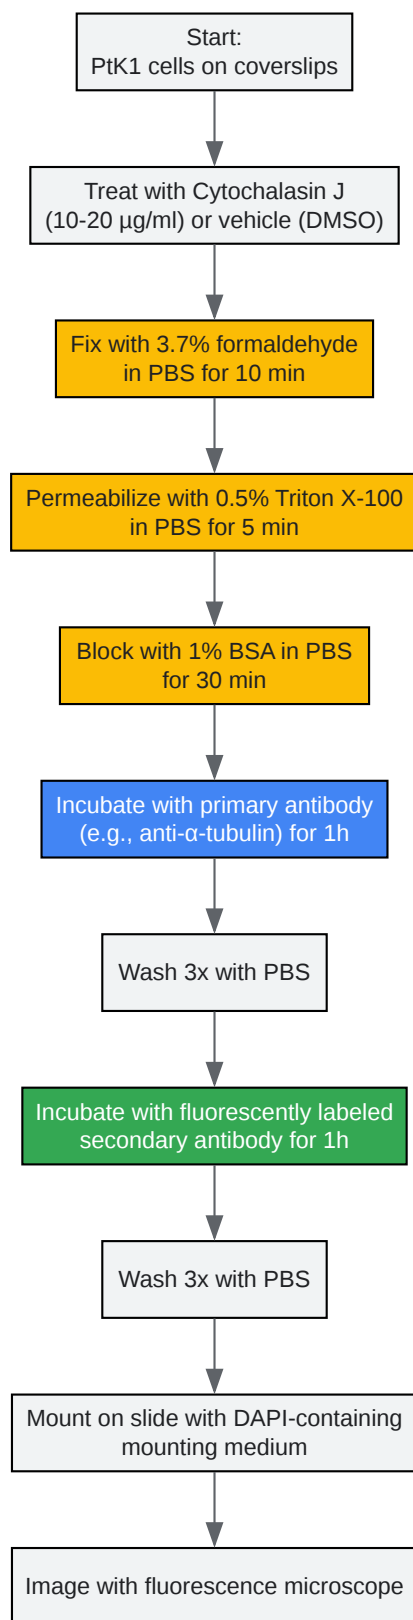 Start:
PtK1 cells on coverslips
Treat with Cytochalasin J
(10-20 µg/ml) or vehicle (DMSO)
Fix with 3.7% formaldehyde
in PBS for 10 min
Permeabilize with 0.5% Triton X-100
in PBS for 5 min
Block with 1% BSA in PBS
for 30 min
Incubate with primary antibody
(e.g., anti-α-tubulin) for 1h
Wash 3x with PBS
Incubate with fluorescently labeled
secondary antibody for 1h
Wash 3x with PBS
Mount on slide with DAPI-containing
mounting medium
Image with fluorescence microscope